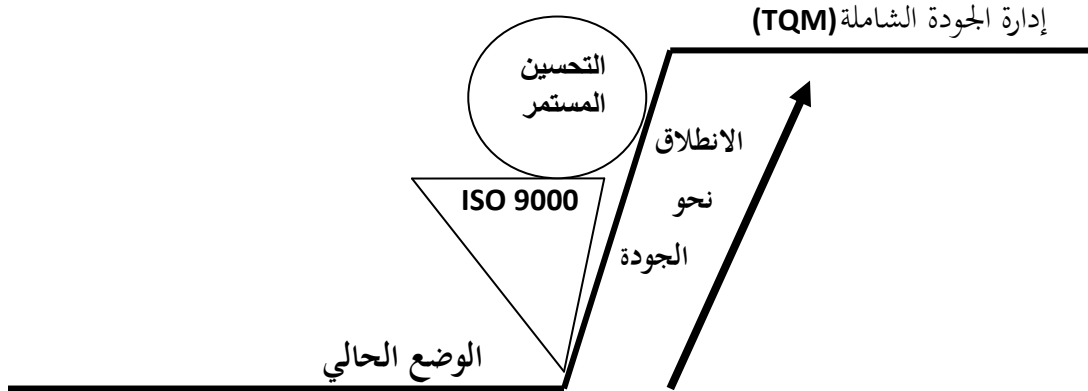 إدارة الجودة الشاملة (TQM)
التحسين
المستمر
الانطلاق
نحو
الجودة
ISO 9000
الوضع الحالي